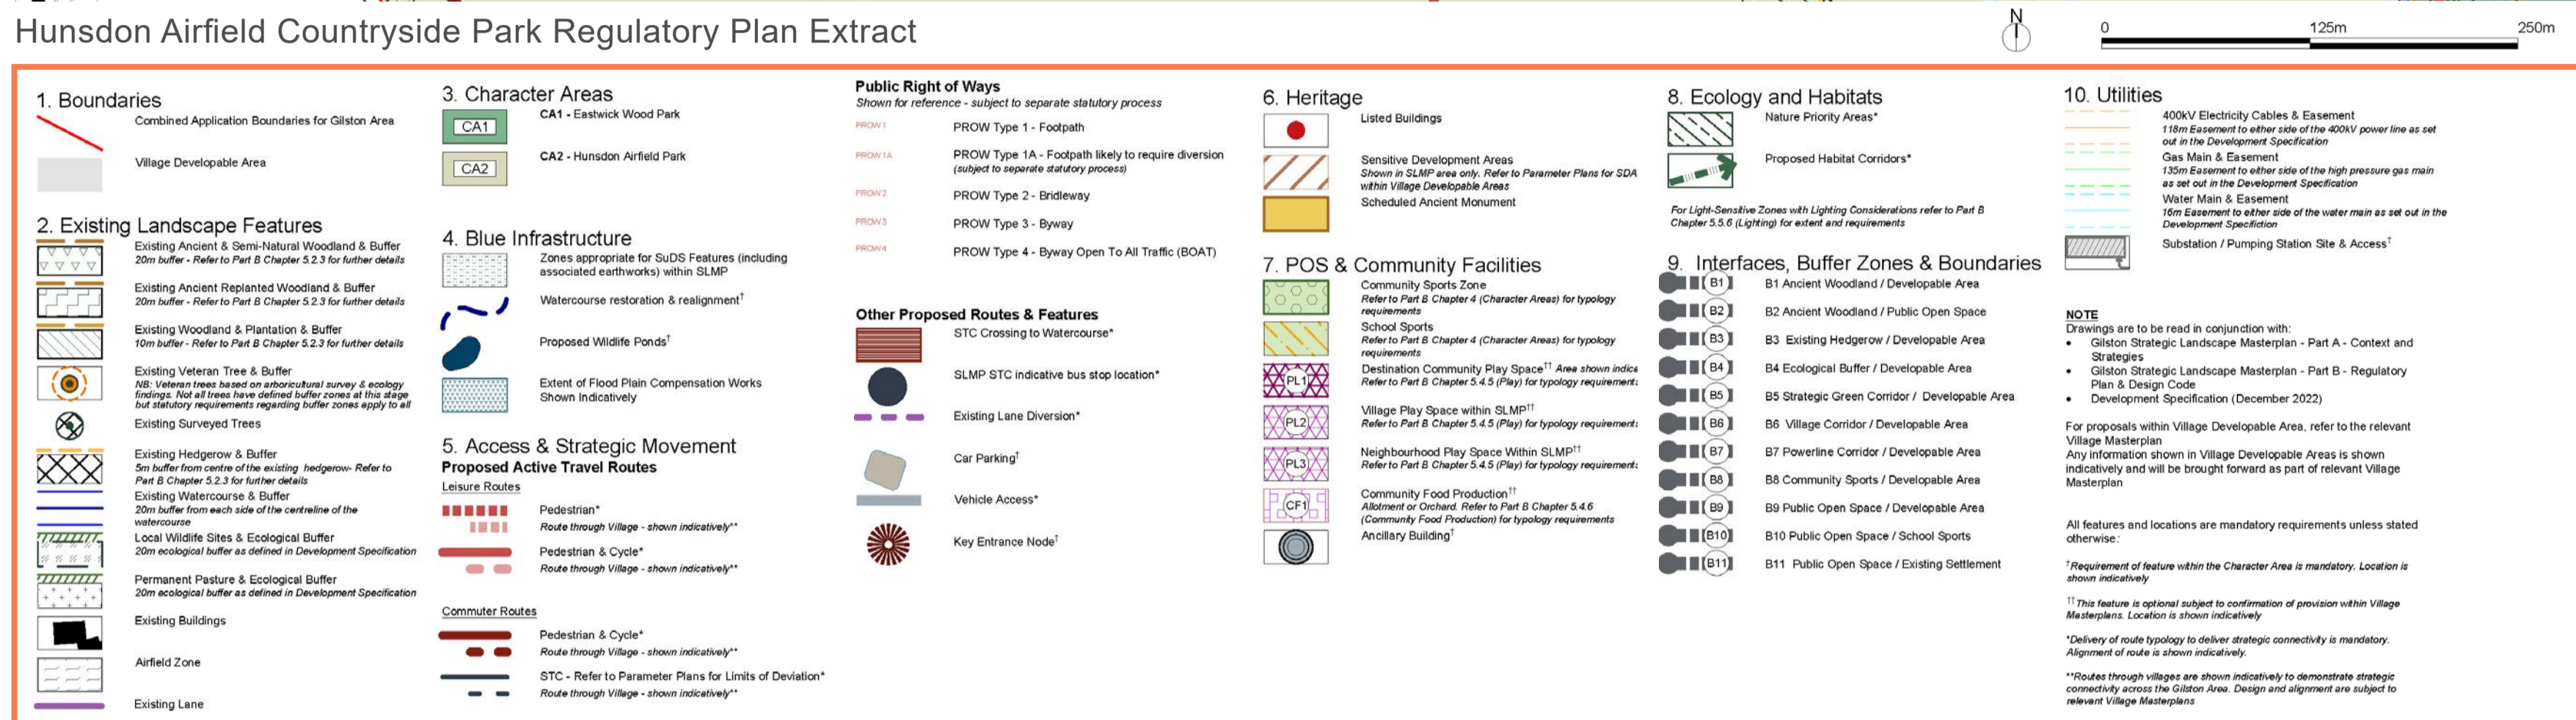 Hunsdon Airfield Countryside Park Regulatory Plan Extract
N
0
125m
250m
1. Boundaries
Combined Application Boundaries for Gilston Area
Village Developable Area
2. Existing Landscape Features
Existing Ancient & Semi-Natural Woodland & Buffer
20m buffer - Refer to Part B Chapter 5.2.3 for further details
Existing Ancient Replanted Woodland & Buffer
20m buffer - Refer to Part B Chapter 5.2.3 for further details
Existing Woodland & Plantation & Buffer
10m buffer - Refer to Part B Chapter 5.2.3 for further details
Existing Veteran Tree & Buffer
NB: Veteran trees based on arboricultural survey & ecology
findings. Not all trees have defined buffer zones at this stage
but statutory requirements regarding buffer zones apply to all
Existing Surveyed Trees
Existing Hedgerow & Buffer
5m buffer from centre of the existing hedgerow- Refer to
Part B Chapter 5.2.3 for further details
Existing Watercourse & Buffer
20m buffer from each side of the centreline of the
watercourse
Local Wildlife Sites & Ecological Buffer
20m ecological buffer as defined in Development Specification
Permanent Pasture & Ecological Buffer
20m ecological buffer as defined in Development Specification
Existing Buildings
Airfield Zone
Existing Lane
3. Character Areas
CA1
CA1 - Eastwick Wood Park
CA2
CA2 - Hunsdon Airfield Park
4. Blue Infrastructure
Zones appropriate for SuDS Features (including
associated earthworks) within SLMP
Watercourse restoration & realignment†
Proposed Wildlife Ponds†
Extent of Flood Plain Compensation Works
Shown Indicatively
5. Access & Strategic Movement
Proposed Active Travel Routes
Leisure Routes
Pedestrian*
Route through Village - shown indicatively**
Pedestrian & Cycle*
Route through Village - shown indicatively**
Commuter Routes
Pedestrian & Cycle*
Route through Village - shown indicatively**
STC - Refer to Parameter Plans for Limits of Deviation*
Route through Village - shown indicatively**
Public Right of Ways
Shown for reference - subject to separate statutory process
PROW 1
PROW Type 1 - Footpath
PROW 1A
PROW Type 1A - Footpath likely to require diversion
(subject to separate statutory process)
PROW 2
PROW Type 2 - Bridleway
PROW 3
PROW Type 3 - Byway
PROW 4
PROW Type 4 - Byway Open To All Traffic (BOAT)
Other Proposed Routes & Features
STC Crossing to Watercourse*
SLMP STC indicative bus stop location*
Existing Lane Diversion*
Car Parking†
Vehicle Access*
Key Entrance Node†
6. Heritage
Listed Buildings
Sensitive Development Areas
Shown in SLMP area only. Refer to Parameter Plans for SDA
within Village Developable Areas
Scheduled Ancient Monument
7. POS & Community Facilities
Community Sports Zone
Refer to Part B Chapter 4 (Character Areas) for typology
requirements
School Sports
Refer to Part B Chapter 4 (Character Areas) for typology
requirements
PL1
Destination Community Play Space†† Area shown indica
Refer to Part B Chapter 5.4.5 (Play) for typology requirement:
PL2
Village Play Space within SLMP††
Refer to Part B Chapter 5.4.5 (Play) for typology requirement:
PL3
Neighbourhood Play Space Within SLMP††
Refer to Part B Chapter 5.4.5 (Play) for typology requirement:
CF1
Community Food Production††
Allotment or Orchard. Refer to Part B Chapter 5.4.6
(Community Food Production) for typology requirements
Ancillary Building†
8. Ecology and Habitats
Nature Priority Areas*
Proposed Habitat Corridors*
For Light-Sensitive Zones with Lighting Considerations refer to Part B
Chapter 5.5.6 (Lighting) for extent and requirements
9. Interfaces, Buffer Zones & Boundaries
B1
B1 Ancient Woodland / Developable Area
B2
B2 Ancient Woodland / Public Open Space
B3
B3 Existing Hedgerow / Developable Area
B4
B4 Ecological Buffer / Developable Area
B5
B5 Strategic Green Corridor / Developable Area
B6
B6 Village Corridor / Developable Area
B7
B7 Powerline Corridor / Developable Area
B8
B8 Community Sports / Developable Area
B9
B9 Public Open Space / Developable Area
B10
B10 Public Open Space / School Sports
B11
B11 Public Open Space / Existing Settlement
10. Utilities
400kV Electricity Cables & Easement
118m Easement to either side of the 400kV power line as set
out in the Development Specification
Gas Main & Easement
135m Easement to either side of the high pressure gas main
as set out in the Development Specification
Water Main & Easement
16m Easement to either side of the water main as set out in the
Development Specifiction
Substation / Pumping Station Site & Access†
NOTE
Drawings are to be read in conjunction with:
• Gilston Strategic Landscape Masterplan - Part A - Context and
Strategies
• Gilston Strategic Landscape Masterplan - Part B - Regulatory
Plan & Design Code
• Development Specification (December 2022)
For proposals within Village Developable Area, refer to the relevant
Village Masterplan
Any information shown in Village Developable Areas is shown
indicatively and will be brought forward as part of relevant Village
Masterplan
All features and locations are mandatory requirements unless stated
otherwise:
†Requirement of feature within the Character Area is mandatory. Location is
shown indicatively
††This feature is optional subject to confirmation of provision within Village
Masterplans. Location is shown indicatively
*Delivery of route typology to deliver strategic connectivity is mandatory.
Alignment of route is shown indicatively.
**Routes through villages are shown indicatively to demonstrate strategic
connectivity across the Gilston Area. Design and alignment are subject to
relevant Village Masterplans